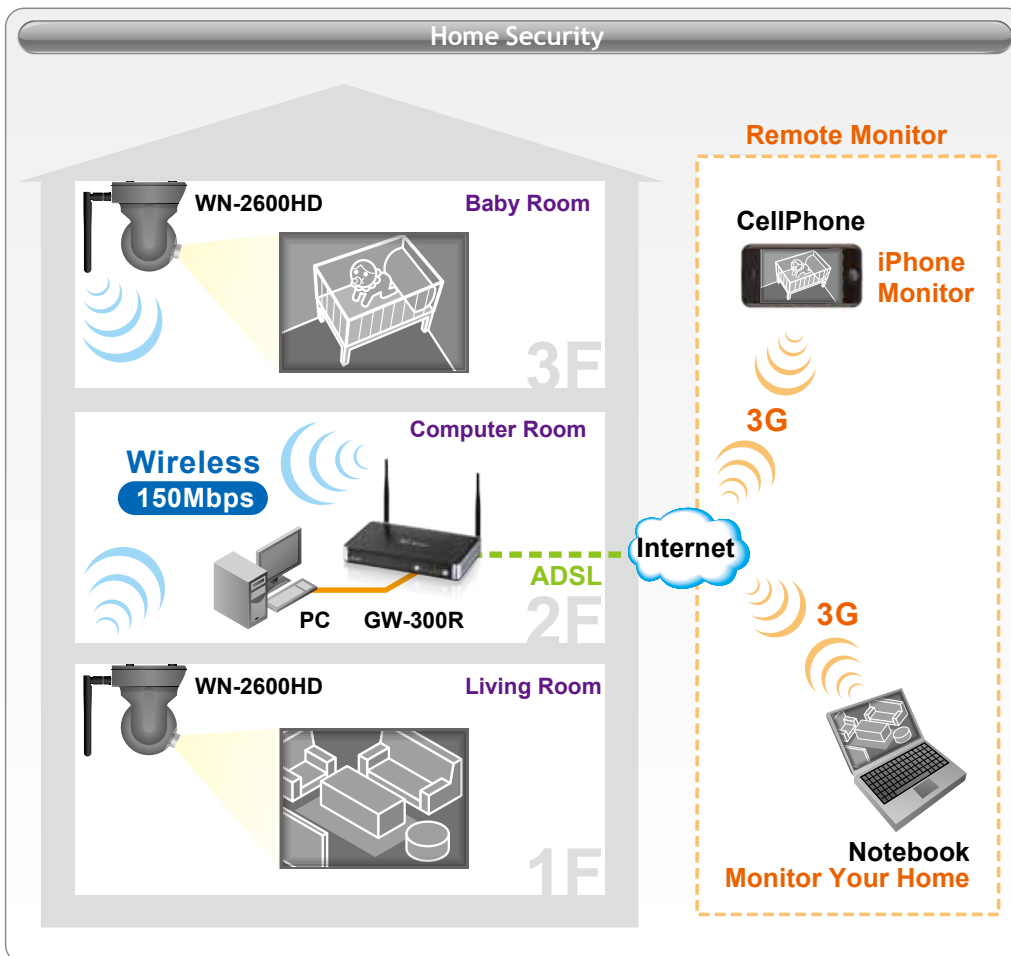 Home Security
Remote Monitor
WN-2600HD
Baby Room
3F
CellPhone
iPhone
Monitor
3G
Computer Room
Wireless
150Mbps
PC
GW-300R
ADSL
2F
Internet
3G
WN-2600HD
Living Room
1F
Notebook
Monitor Your Home